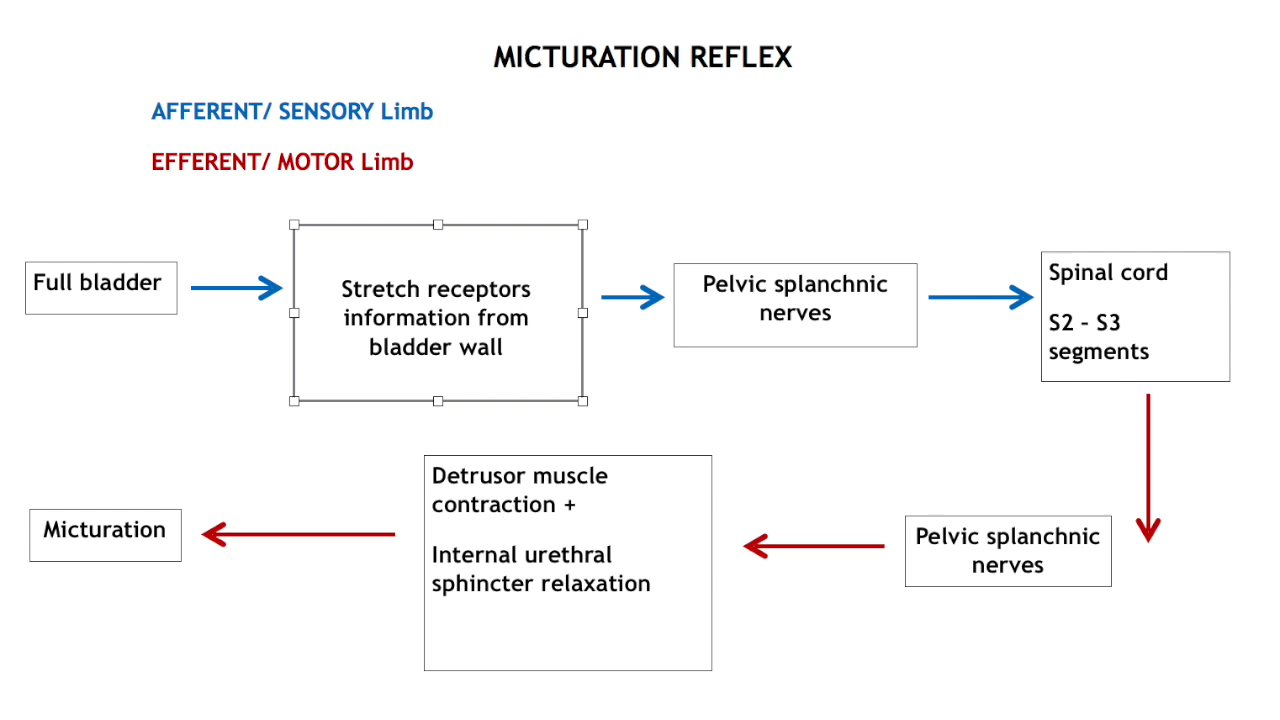 MICTURATION REFLEX
AFFERENT/ SENSORY Limb
EFFERENT/ MOTOR Limb
Full bladder
Stretch receptors
information from
bladder wall
Pelvic splanchnic
nerves
Spinal cord
S2 – S3
segments
Detrusor muscle
contraction +
Internal urethral
sphincter relaxation
Micturation
Pelvic splanchnic
nerves